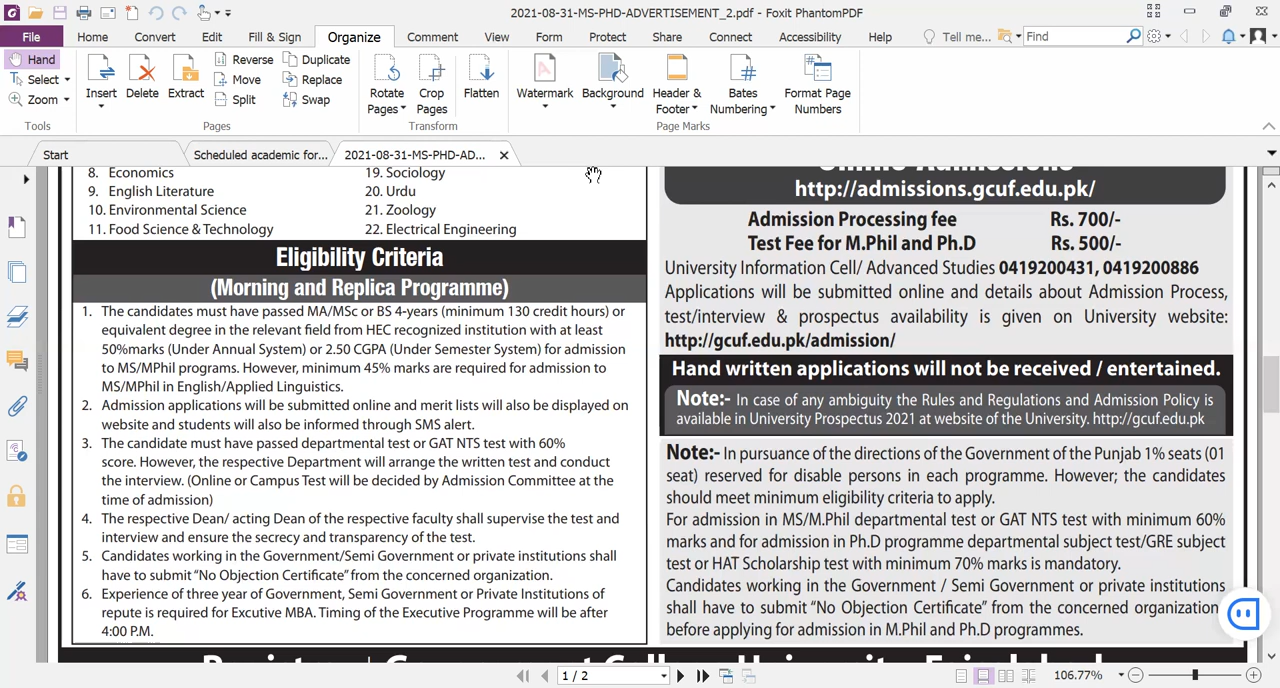 2021-08-31-MS-PHD-ADVERTISEMENT_2.pdf - Foxit PhantomPDF
File Home Convert Edit Fill & Sign Organize Comment View Form Protect Share Connect Accessibility Help Tell me... Find
Hand
Select
Zoom
Tools
Insert
Delete
Extract
Reverse
Move
Split
Duplicate
Replace
Swap
Pages
Rotate Pages
Crop Pages
Flatten
Transform
Watermark
Background
Header & Footer
Bates Numbering
Format Page Numbers
Page Marks
Start
Scheduled academic for...
2021-08-31-MS-PHD-AD...
8. Economics
9. English Literature
10. Environmental Science
11. Food Science & Technology
19. Sociology
20. Urdu
21. Zoology
22. Electrical Engineering
Eligibility Criteria
(Morning and Replica Programme)
1. The candidates must have passed MA/MSc or BS 4-years (minimum 130 credit hours) or
equivalent degree in the relevant field from HEC recognized institution with at least
50%marks (Under Annual System) or 2.50 CGPA (Under Semester System) for admission
to MS/MPhil programs. However, minimum 45% marks are required for admission to
MS/MPhil in English/Applied Linguistics.
2. Admission applications will be submitted online and merit lists will also be displayed on
website and students will also be informed through SMS alert.
3. The candidate must have passed departmental test or GAT NTS test with 60%
score. However, the respective Department will arrange the written test and conduct
the interview. (Online or Campus Test will be decided by Admission Committee at the
time of admission)
4. The respective Dean/ acting Dean of the respective faculty shall supervise the test and
interview and ensure the secrecy and transparency of the test.
5. Candidates working in the Government/Semi Government or private institutions shall
have to submit "No Objection Certificate" from the concerned organization.
6. Experience of three year of Government, Semi Government or Private Institutions of
repute is required for Excutive MBA. Timing of the Executive Programme will be after
4:00 P.M.
Online Admissions
http://admissions.gcuf.edu.pk/
Admission Processing fee Rs. 700/-
Test Fee for M.Phil and Ph.D Rs. 500/-
University Information Cell/ Advanced Studies 0419200431, 0419200886
Applications will be submitted online and details about Admission Process,
test/interview & prospectus availability is given on University website:
http://gcuf.edu.pk/admission/
Hand written applications will not be received / entertained.
Note:- In case of any ambiguity the Rules and Regulations and Admission Policy is
available in University Prospectus 2021 at website of the University. http://gcuf.edu.pk
Note:- In pursuance of the directions of the Government of the Punjab 1% seats (01
seat) reserved for disable persons in each programme. However; the candidates
should meet minimum eligibility criteria to apply.
For admission in MS/M.Phil departmental test or GAT NTS test with minimum 60%
marks and for admission in Ph.D programme departmental subject test/GRE subject
test or HAT Scholarship test with minimum 70% marks is mandatory.
Candidates working in the Government / Semi Government or private institutions
shall have to submit "No Objection Certificate" from the concerned organization
before applying for admission in M.Phil and Ph.D programmes.
1 / 2
106.77%